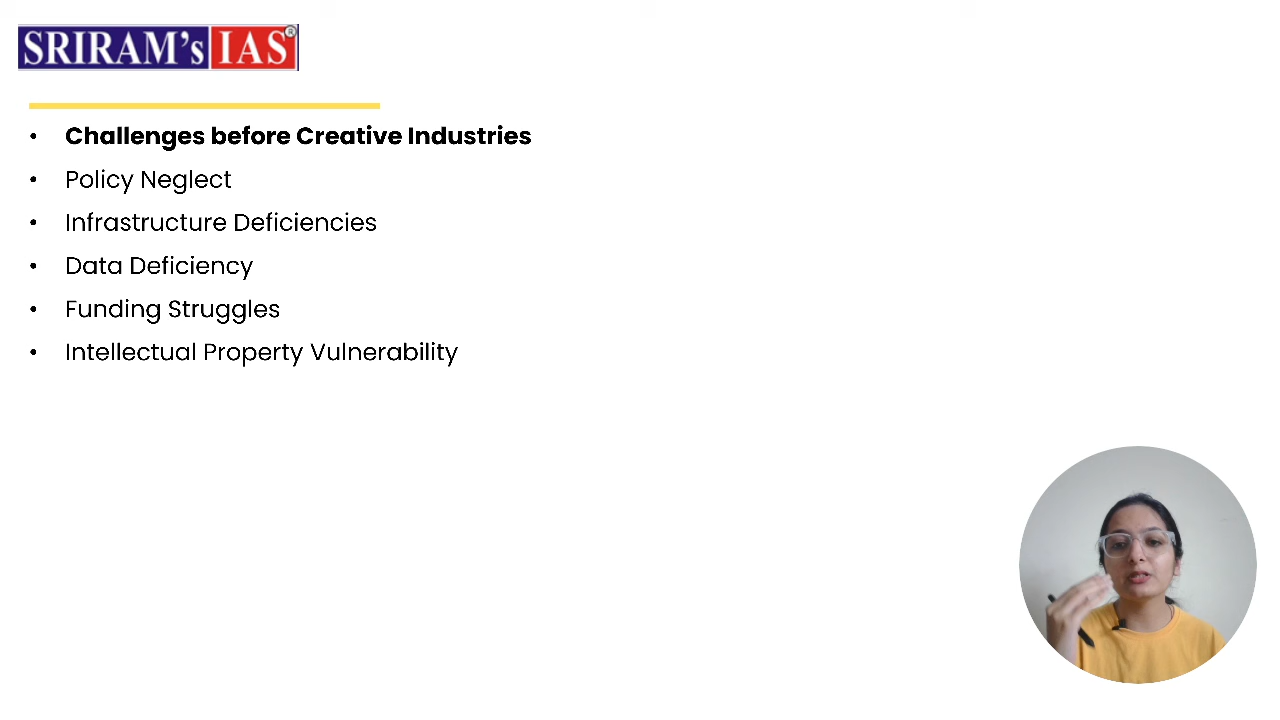 SRIRAM's IAS ®
• Challenges before Creative Industries
• Policy Neglect
• Infrastructure Deficiencies
• Data Deficiency
• Funding Struggles
• Intellectual Property Vulnerability